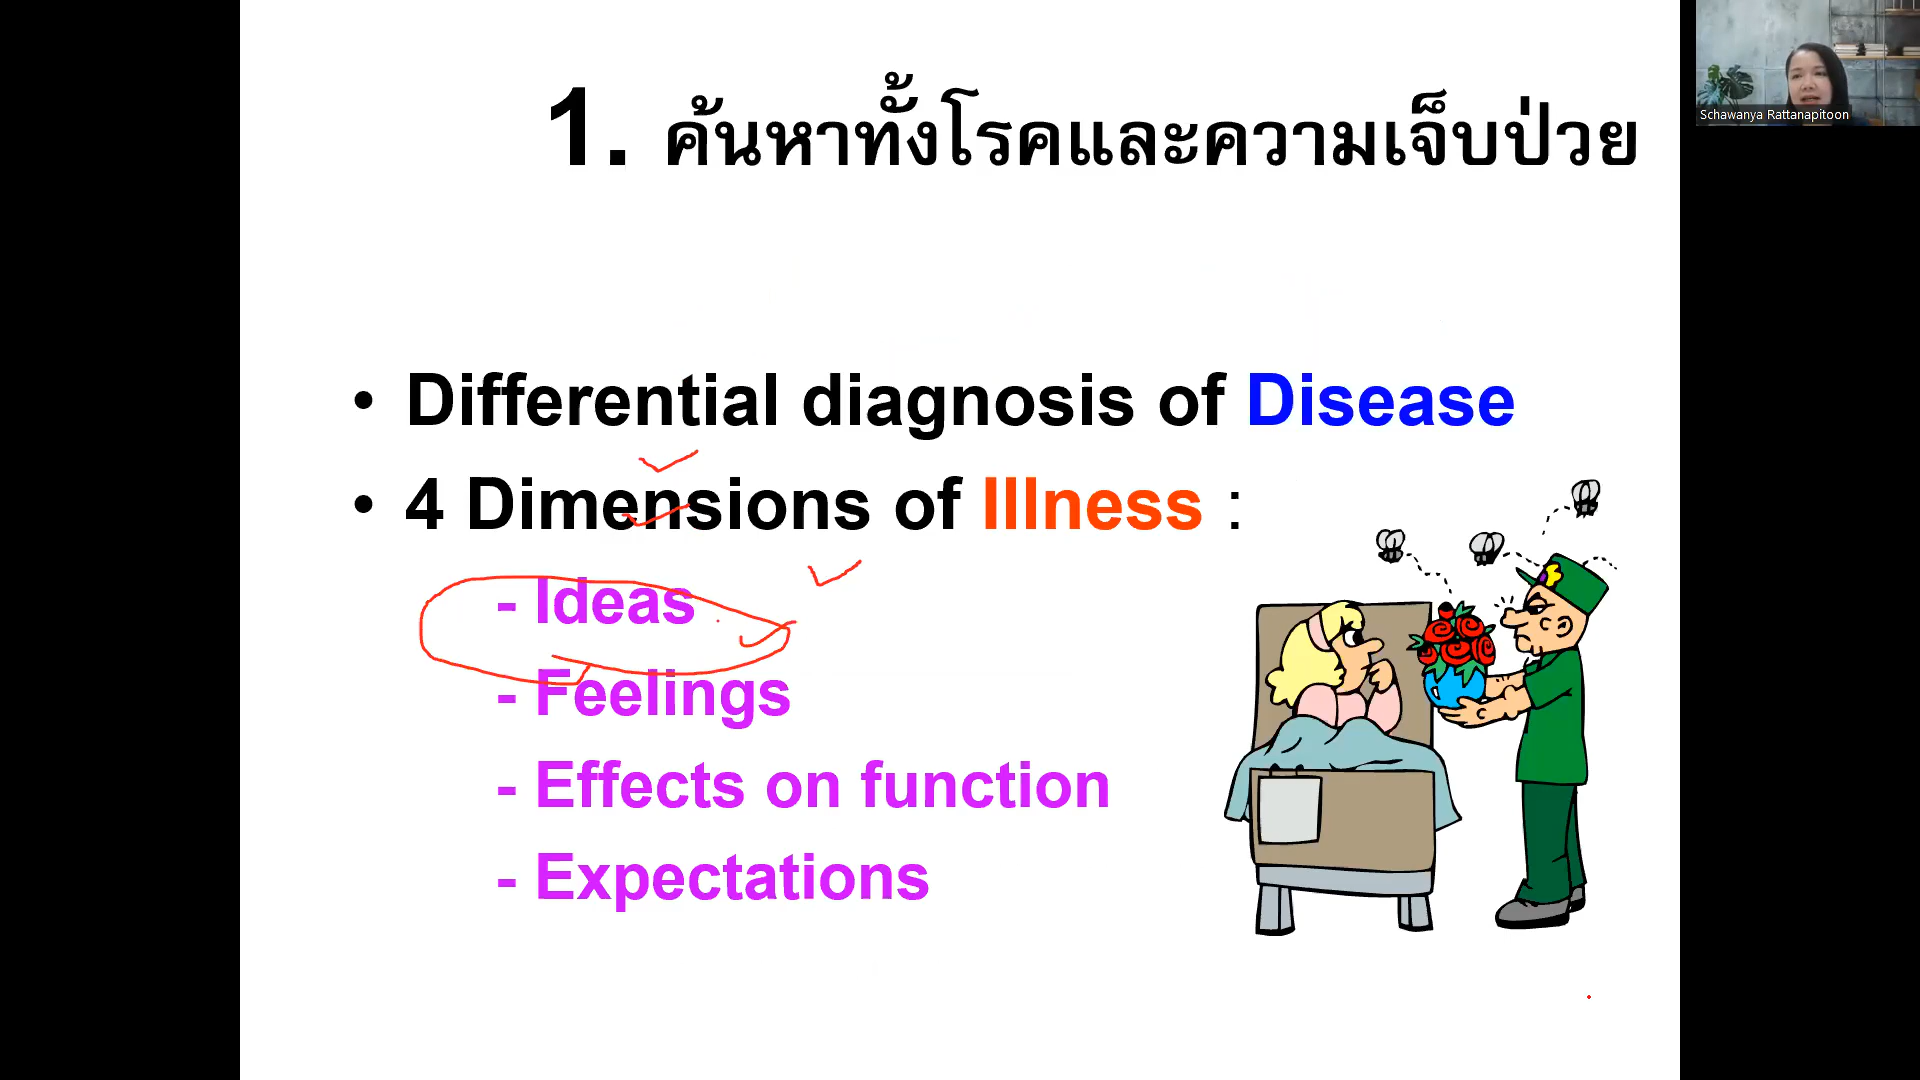 1. ค้นหาทั้งโรคและความเจ็บป่วย
Schawanya Rattanapitoon
• Differential diagnosis of Disease
• 4 Dimensions of Illness :
- Ideas
- Feelings
- Effects on function
- Expectations